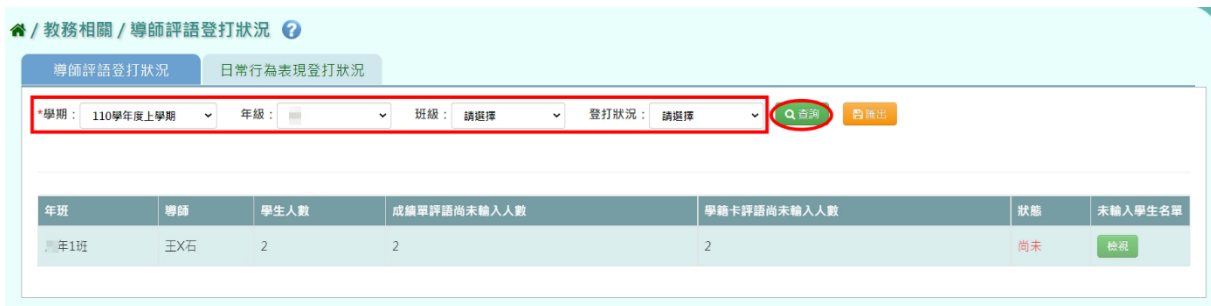 / 教務相關 / 導師評語登打狀況 ?
導師評語登打狀況 日常行為表現登打狀況
*學期： 110學年度上學期 年級： 班級： 請選擇 登打狀況： 請選擇 查詢 匯出
年班 導師 學生人數 成績單評語尚未輸入人數 學籍卡評語尚未輸入人數 狀態 未輸入學生名單
年1班 王X石 2 2 2 尚未 檢視